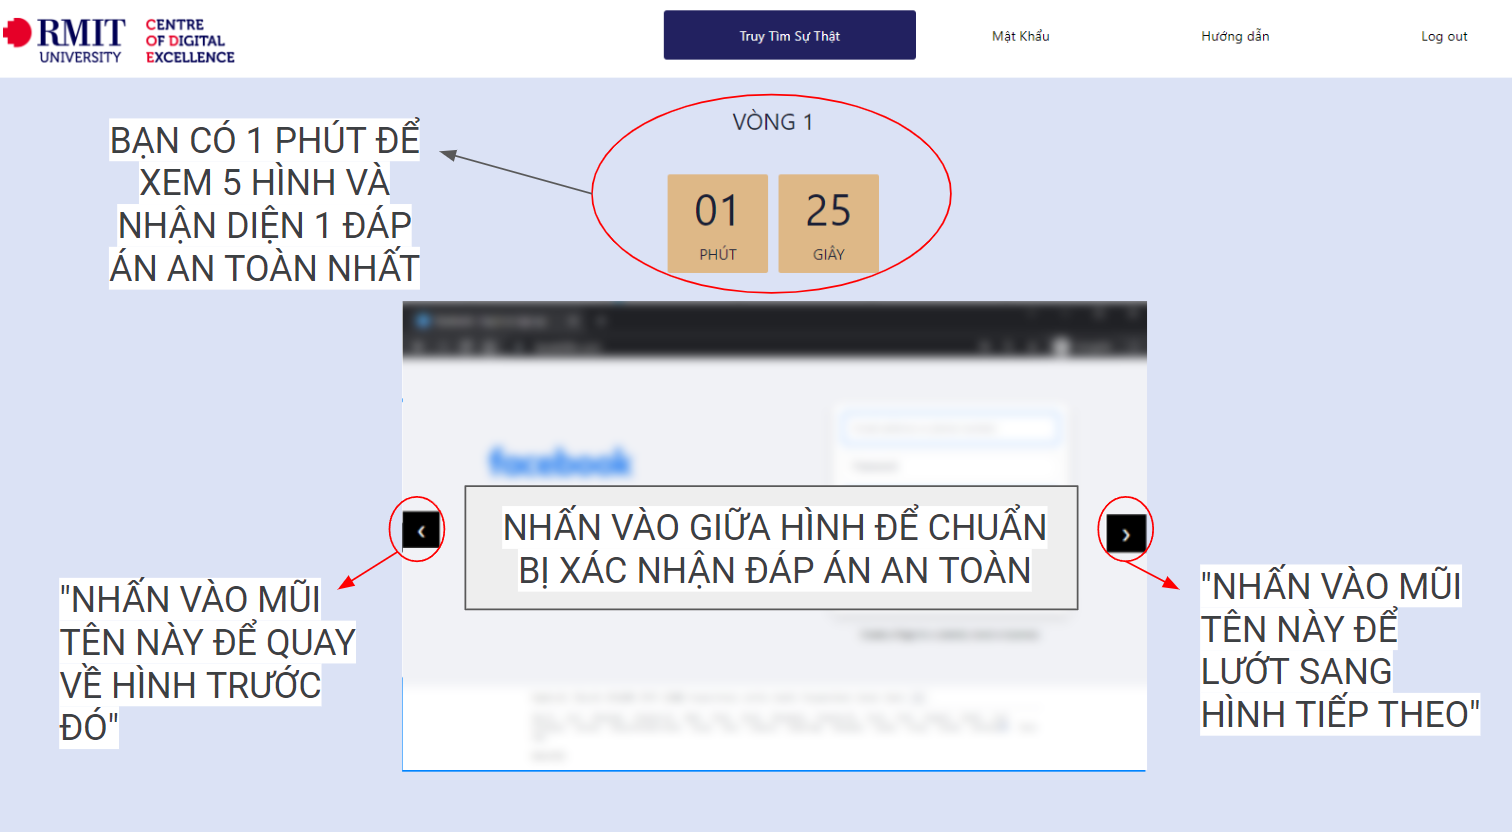 RMIT
UNIVERSITY
CENTRE
OF DIGITAL
EXCELLENCE
Truy Tìm Sự Thật
Mật Khẩu
Hướng dẫn
Log out
VÒNG 1
01
PHÚT
25
GIÂY
BẠN CÓ 1 PHÚT ĐỂ
XEM 5 HÌNH VÀ
NHẬN DIỆN 1 ĐÁP
ÁN AN TOÀN NHẤT
facebook
NHẤN VÀO GIỮA HÌNH ĐỂ CHUẨN
BỊ XÁC NHẬN ĐÁP ÁN AN TOÀN
"NHẤN VÀO MŨI
TÊN NÀY ĐỂ QUAY
VỀ HÌNH TRƯỚC
ĐÓ"
"NHẤN VÀO MŨI
TÊN NÀY ĐỂ
LƯỚT SANG
HÌNH TIẾP THEO"